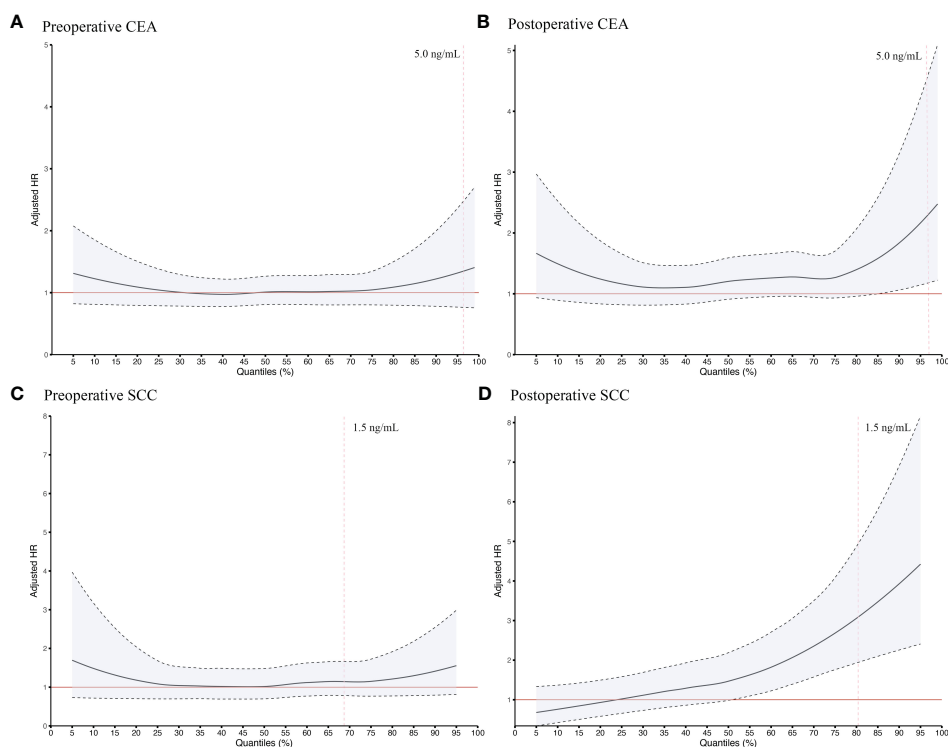 A Preoperative CEA
5.0 ng/mL
5
4
3
2
1
0
Adjusted HR
5 10 15 20 25 30 35 40 45 50 55 60 65 70 75 80 85 90 95 100
Quantiles (%)
B Postoperative CEA
5.0 ng/mL
5
4
3
2
1
0
Adjusted HR
5 10 15 20 25 30 35 40 45 50 55 60 65 70 75 80 85 90 95 100
Quantiles (%)
C Preoperative SCC
1.5 ng/mL
8
7
6
5
4
3
2
1
0
Adjusted HR
0 5 10 15 20 25 30 35 40 45 50 55 60 65 70 75 80 85 90 95 100
Quantiles (%)
D Postoperative SCC
1.5 ng/mL
8
7
6
5
4
3
2
1
Adjusted HR
0 5 10 15 20 25 30 35 40 45 50 55 60 65 70 75 80 85 90 95 100
Quantiles (%)